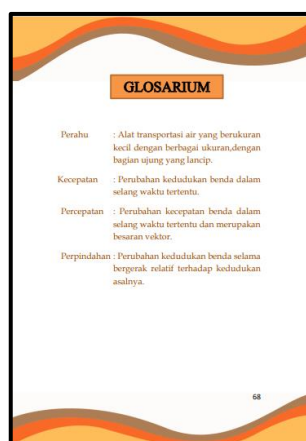 GLOSARIUM
Perahu : Alat transportasi air yang berukuran
kecil dengan berbagai ukuran,dengan
bagian ujung yang lancip.
Kecepatan : Perubahan kedudukan benda dalam
selang waktu tertentu.
Percepatan : Perubahan kecepatan benda dalam
selang waktu tertentu dan merupakan
besaran vektor.
Perpindahan : Perubahan kedudukan benda selama
bergerak relatif terhadap kedudukan
asalnya.
68